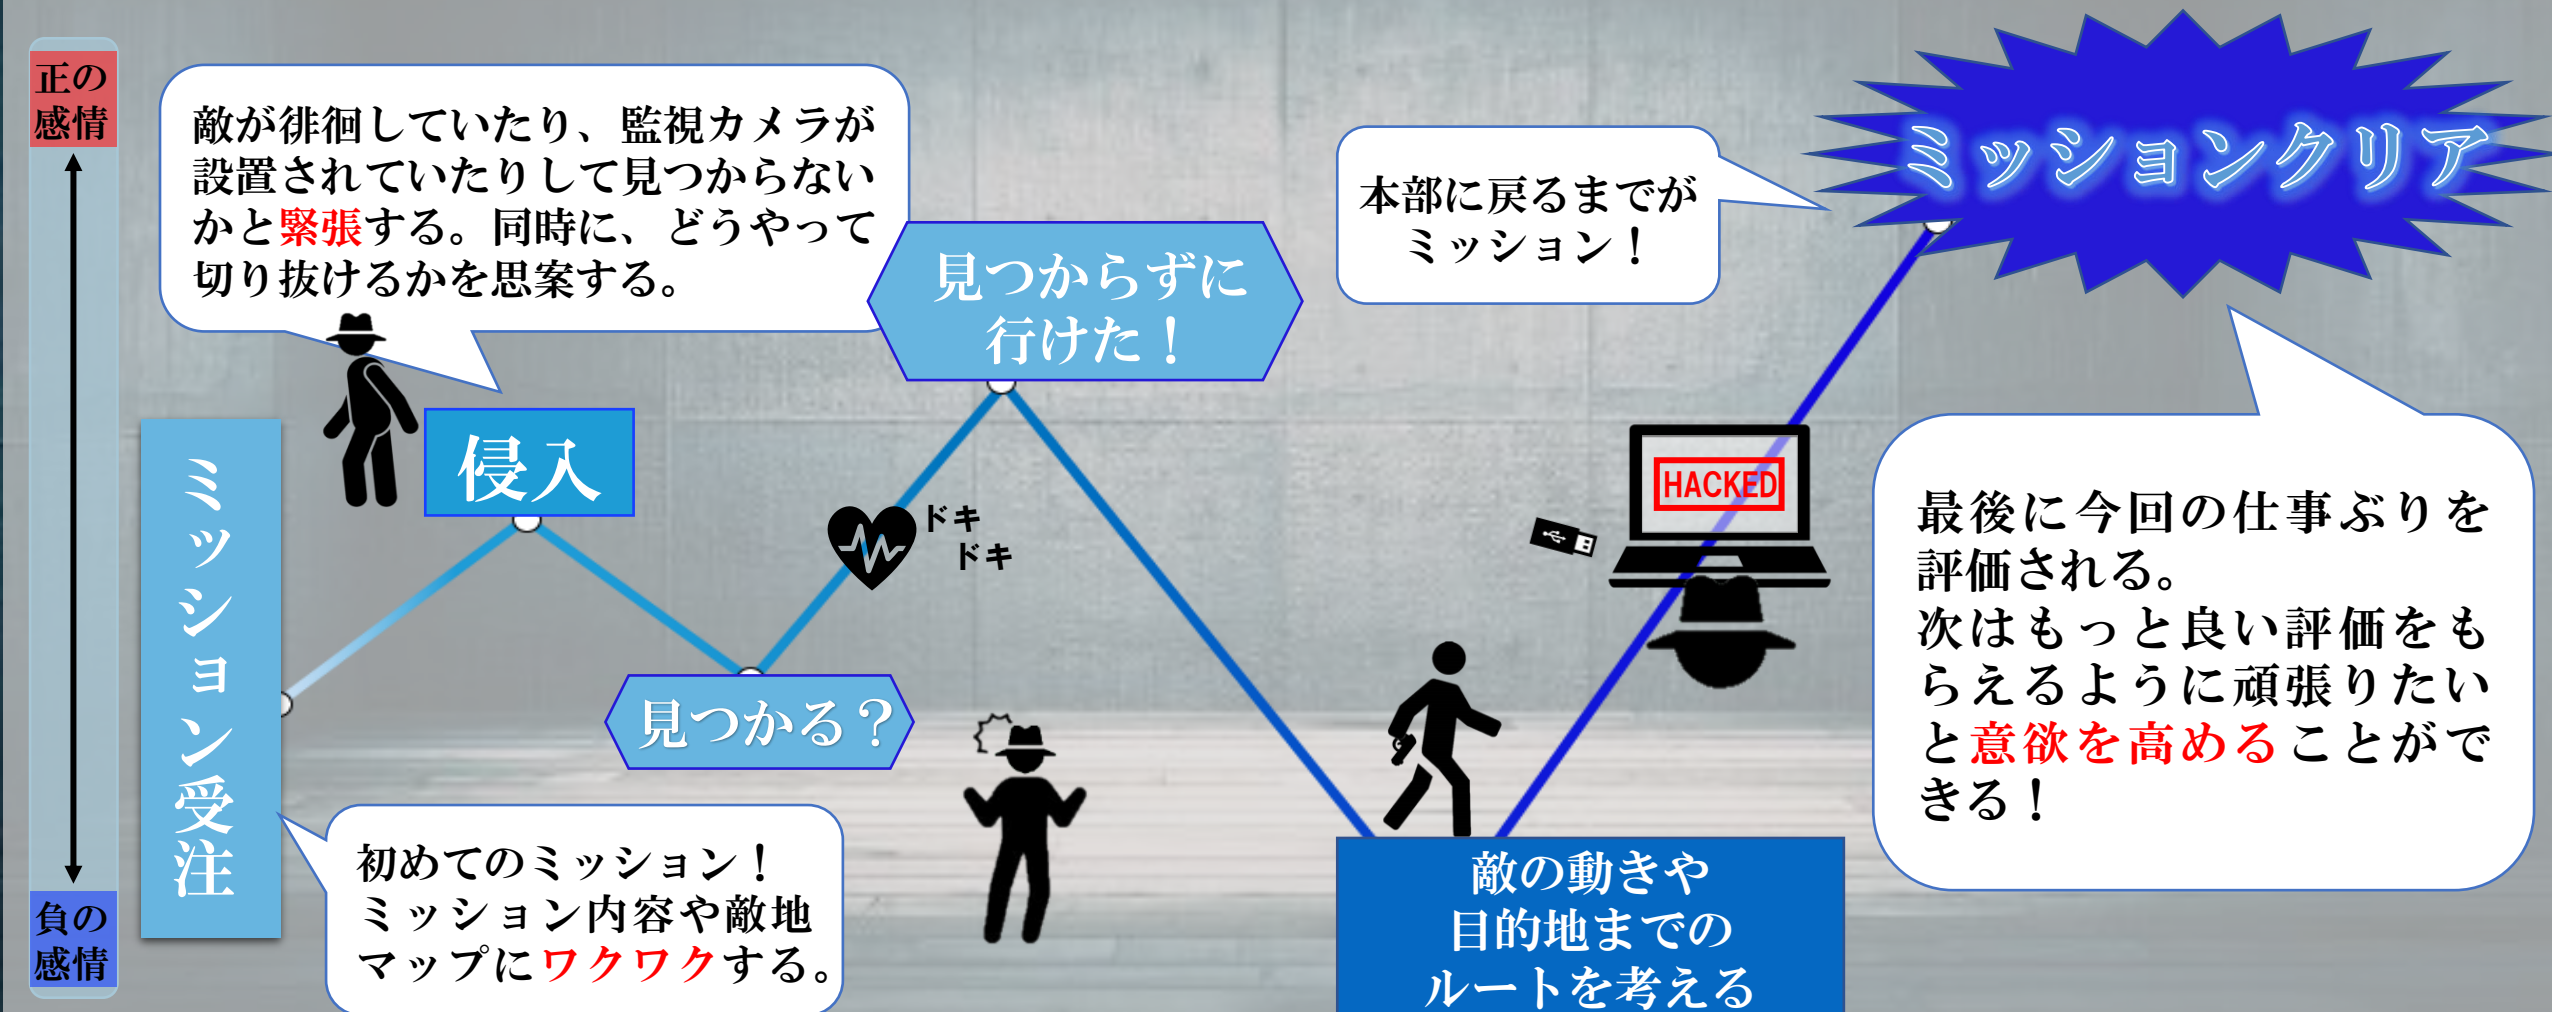 正の
感情
敵が徘徊していたり、監視カメラが
設置されていたりして見つからない
かと緊張する。同時に、どうやって
切り抜けるかを思案する。
見つからずに
行けた！
本部に戻るまでが
ミッション！
ミッションクリア
ミッション受注
侵入
ドキ
ドキ
HACKED
見つかる？
最後に今回の仕事ぶりを
評価される。
次はもっと良い評価をも
らえるように頑張りたい
と意欲を高めることがで
きる！
初めてのミッション！
ミッション内容や敵地
マップにワクワクする。
敵の動きや
目的地までの
ルートを考える
負の
感情